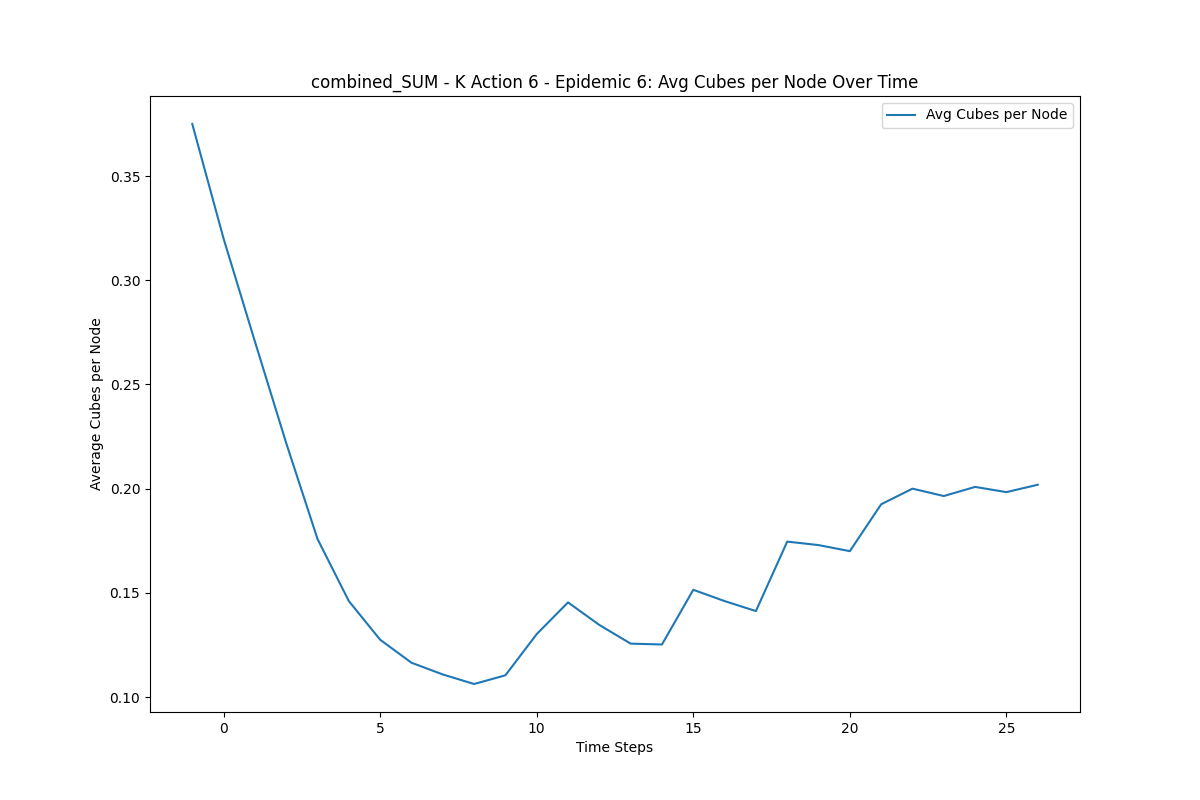 combined_SUM - K Action 6 - Epidemic 6: Avg Cubes per Node Over Time
Avg Cubes per Node
Average Cubes per Node
0.35
0.30
0.25
0.20
0.15
0.10
0 5 10 15 20 25
Time Steps